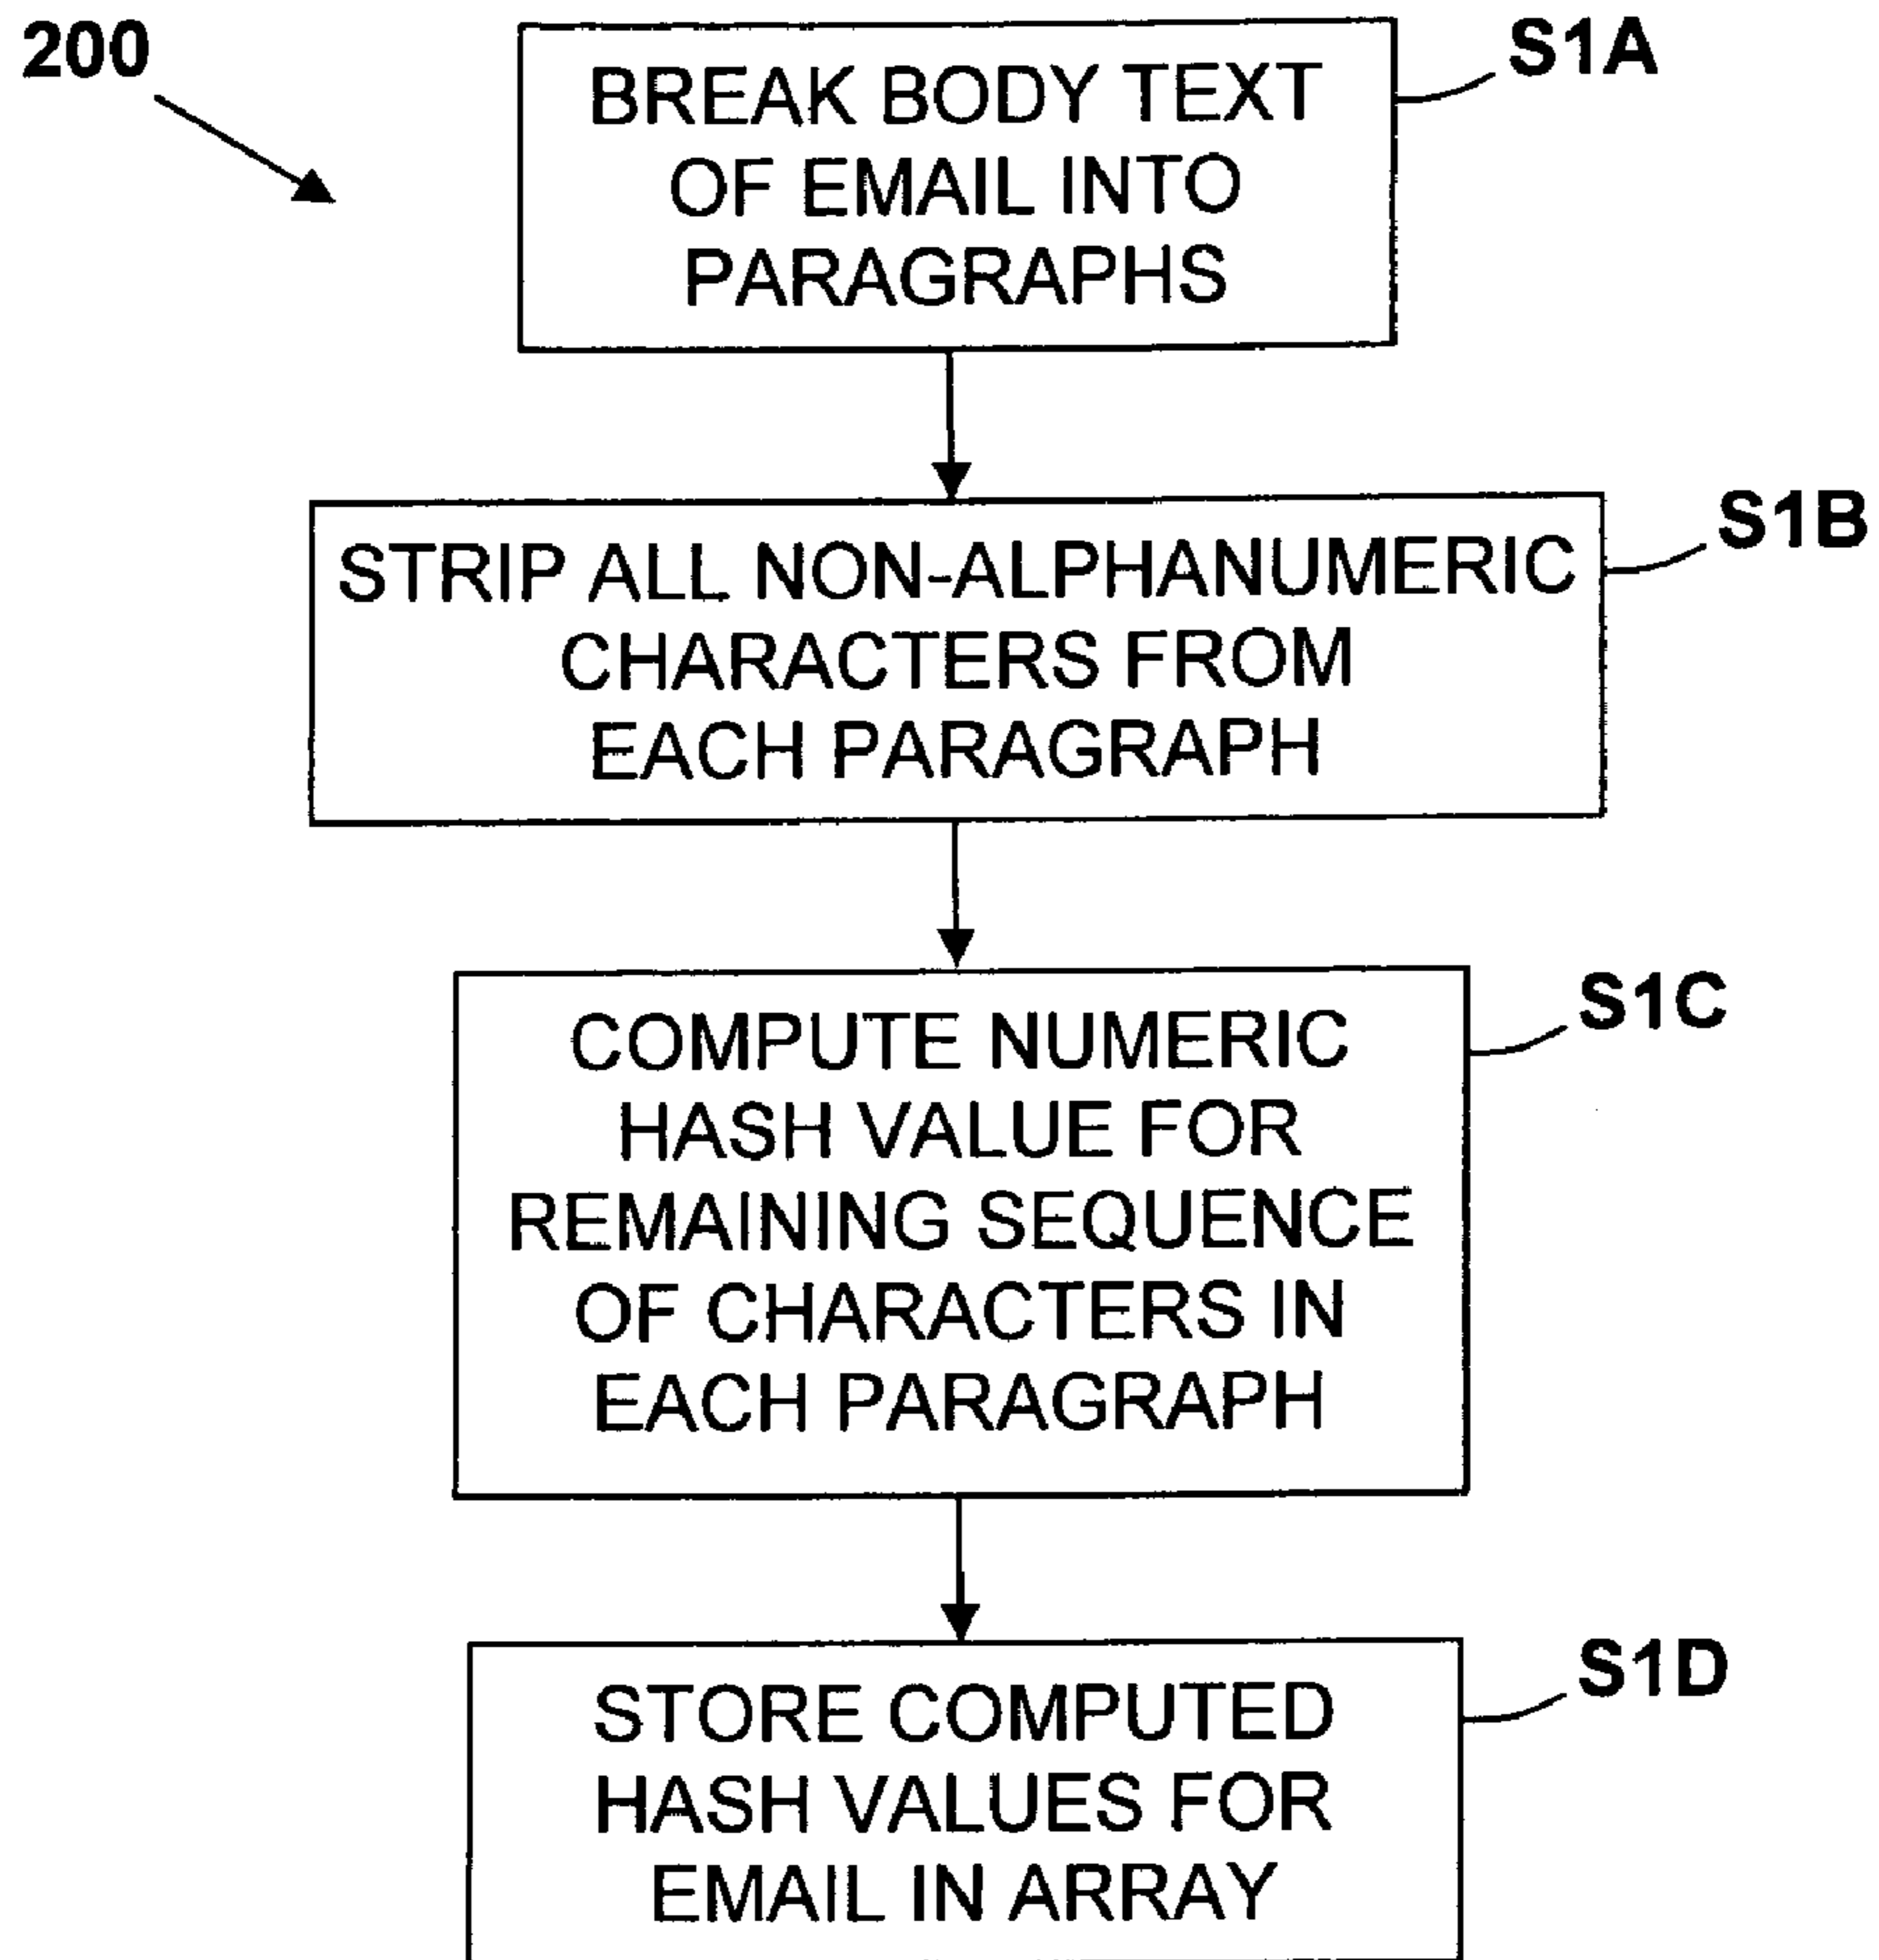 200
S1A
BREAK BODY TEXT
OF EMAIL INTO
PARAGRAPHS
S1B
STRIP ALL NON-ALPHANUMERIC
CHARACTERS FROM
EACH PARAGRAPH
S1C
COMPUTE NUMERIC
HASH VALUE FOR
REMAINING SEQUENCE
OF CHARACTERS IN
EACH PARAGRAPH
S1D
STORE COMPUTED
HASH VALUES FOR
EMAIL IN ARRAY